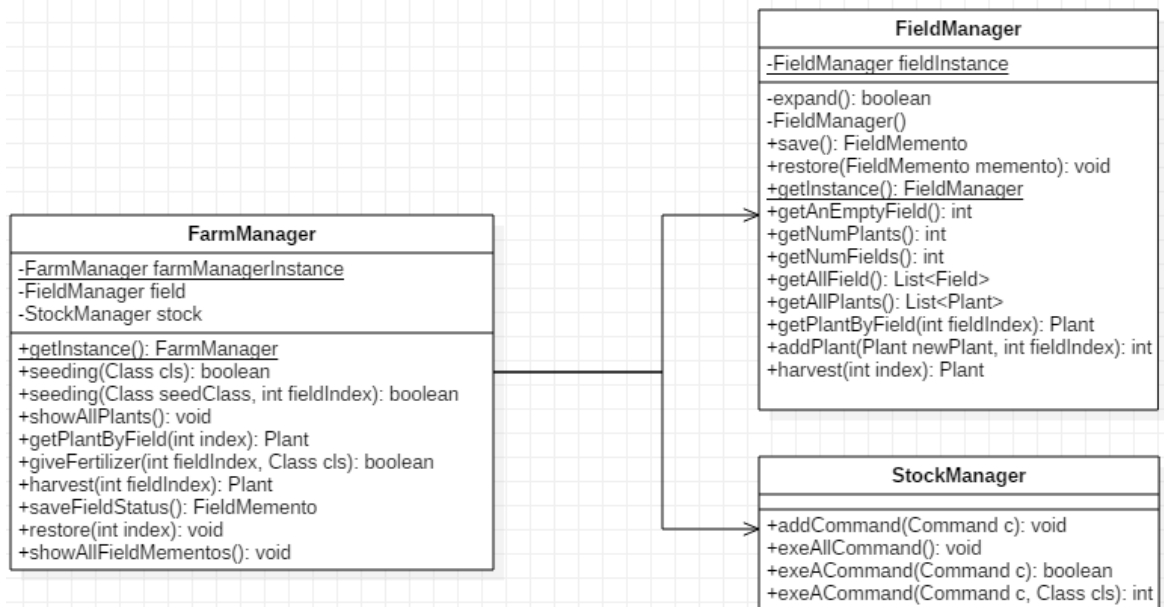 FieldManager
-FieldManager fieldInstance
-expand(): boolean
-FieldManager()
+save(): FieldMemento
+restore(FieldMemento memento): void
+getInstance(): FieldManager
+getAnEmptyField(): int
+getNumPlants(): int
+getNumFields(): int
+getAllField(): List<Field>
+getAllPlants(): List<Plant>
+getPlantByField(int fieldIndex): Plant
+addPlant(Plant newPlant, int fieldIndex): int
+harvest(int index): Plant
FarmManager
-FarmManager farmManagerInstance
-FieldManager field
-StockManager stock
+getInstance(): FarmManager
+seeding(Class cls): boolean
+seeding(Class seedClass, int fieldIndex): boolean
+showAllPlants(): void
+getPlantByField(int index): Plant
+giveFertilizer(int fieldIndex, Class cls): boolean
+harvest(int fieldIndex): Plant
+saveFieldStatus(): FieldMemento
+restore(int index): void
+showAllFieldMementos(): void
StockManager
+addCommand(Command c): void
+exeAllCommand(): void
+exeACommand(Command c): boolean
+exeACommand(Command c, Class cls): int